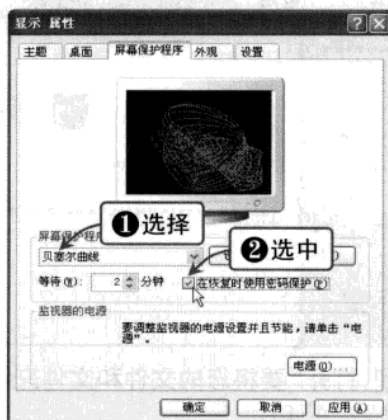 显示 属性
主题 桌面 屏幕保护程序 外观 设置
屏幕保护程序
❶选择
❷选中
贝塞尔曲线
等待(W): 2 分钟 在恢复时使用密码保护(P)
监视器的电源
要调整监视器的电源设置并且节能，请单击“电
源”。
电源(O)...
确定 取消 应用(A)